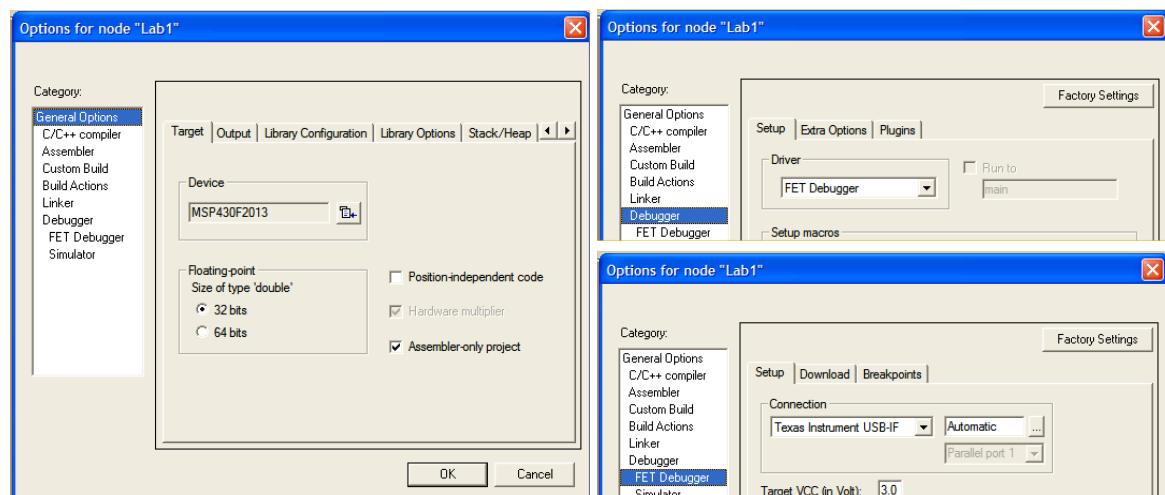 Options for node "Lab1"
Category:
General Options
C/C++ compiler
Assembler
Custom Build
Build Actions
Linker
Debugger
FET Debugger
Simulator
Target
Output
Library Configuration
Library Options
Stack/Heap
Device
MSP430F2013
Floating-point
Size of type 'double'
32 bits
64 bits
Position-independent code
Hardware multiplier
Assembler-only project
OK
Cancel
Options for node "Lab1"
Category:
General Options
C/C++ compiler
Assembler
Custom Build
Build Actions
Linker
Debugger
FET Debugger
Factory Settings
Setup
Extra Options
Plugins
Driver
FET Debugger
Run to
main
Setup macros
Options for node "Lab1"
Category:
General Options
C/C++ compiler
Assembler
Custom Build
Build Actions
Linker
Debugger
FET Debugger
Simulator
Factory Settings
Setup
Download
Breakpoints
Connection
Texas Instrument USB-IF
Automatic
...
Parallel port 1
Target VCC (in Volt):
3.0